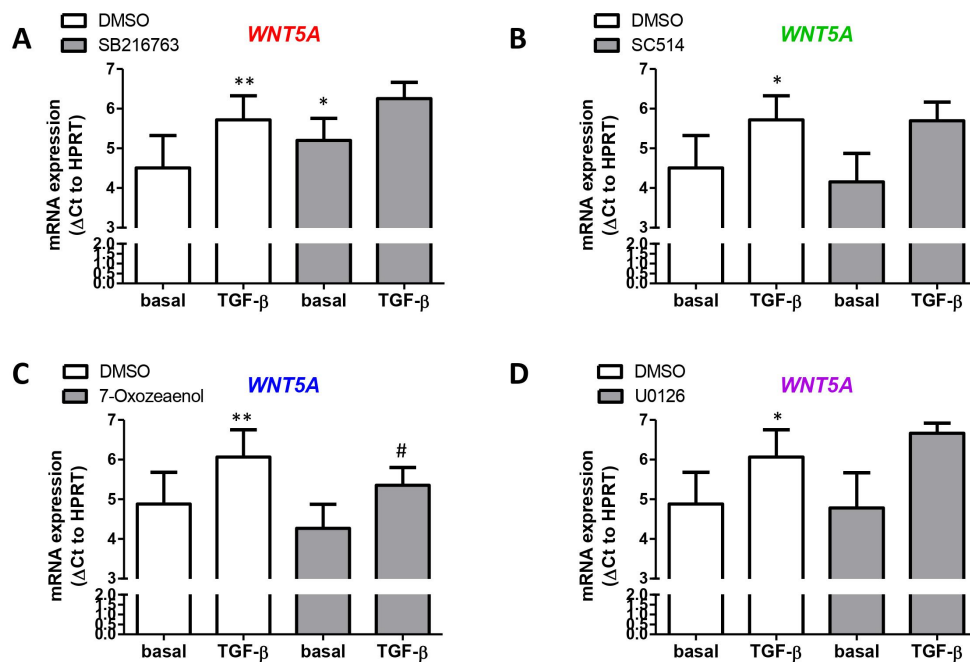 A
DMSO
SB216763
WNT5A
mRNA expression
(ΔCt to HPRT)
7
6
5
4
3
2.0
1.5
1.0
0.5
0.0
**
*
basal
TGF-β
basal
TGF-β
B
DMSO
SC514
WNT5A
mRNA expression
(ΔCt to HPRT)
7
6
5
4
3
2.0
1.5
1.0
0.5
0.0
*
basal
TGF-β
basal
TGF-β
C
DMSO
7-Oxozeaenol
WNT5A
mRNA expression
(ΔCt to HPRT)
7
6
5
4
3
2.0
1.5
1.0
0.5
0.0
**
#
basal
TGF-β
basal
TGF-β
D
DMSO
U0126
WNT5A
mRNA expression
(ΔCt to HPRT)
7
6
5
4
3
2.0
1.5
1.0
0.5
0.0
*
basal
TGF-β
basal
TGF-β